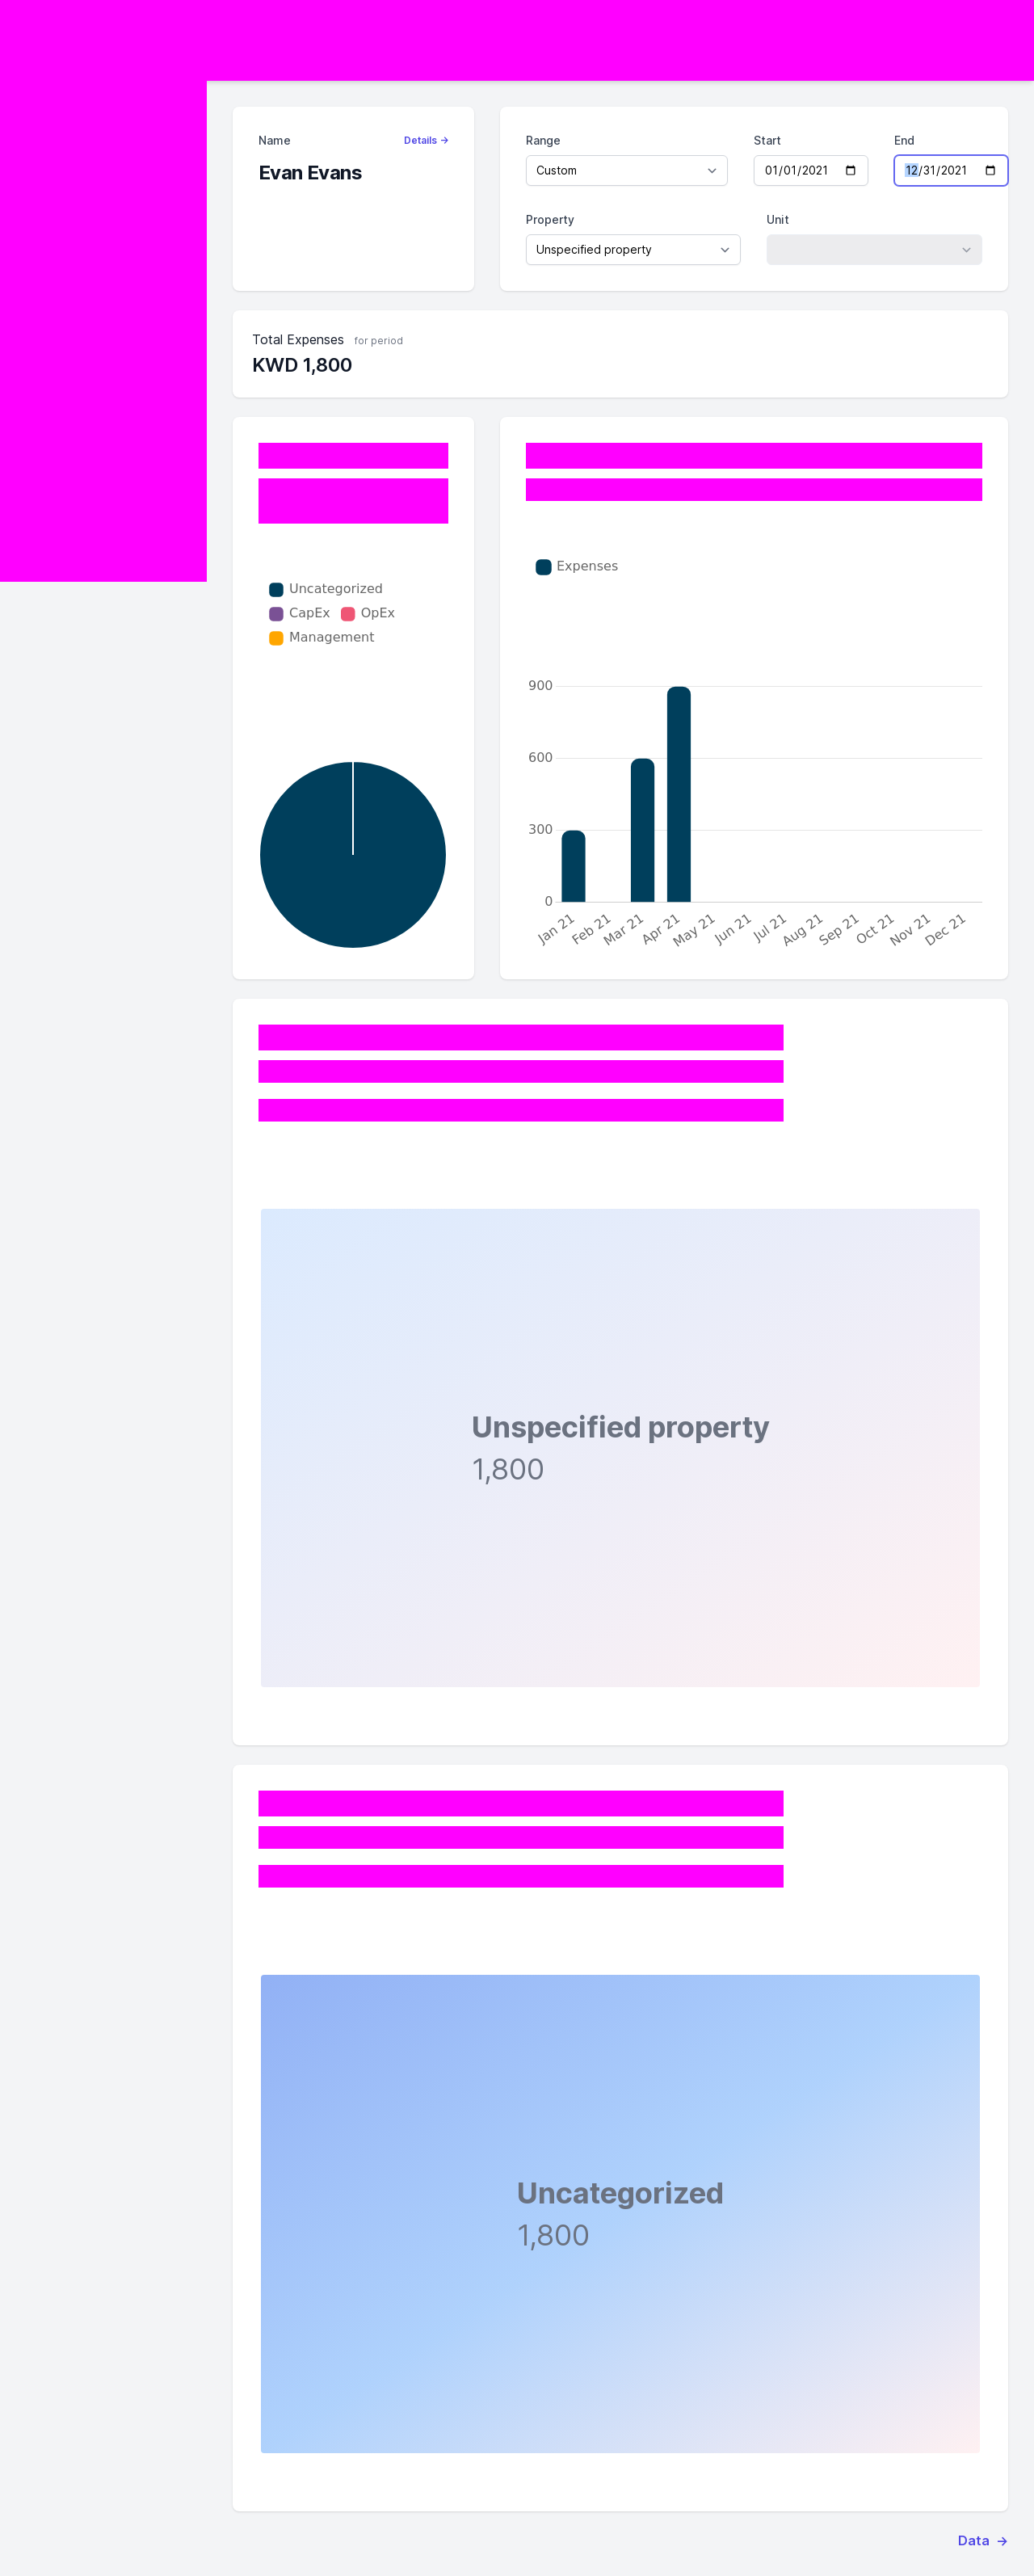 Name
Details →
Evan Evans
Range
Start
End
Custom
01/01/2021
12/31/2021
Property
Unit
Unspecified property
Total Expenses for period
KWD 1,800
Uncategorized
CapEx OpEx
Management
Expenses
900
600
300
0
Jan 21
Feb 21
Mar 21
Apr 21
May 21
Jun 21
Jul 21
Aug 21
Sep 21
Oct 21
Nov 21
Dec 21
Unspecified property
1,800
Uncategorized
1,800
Data →